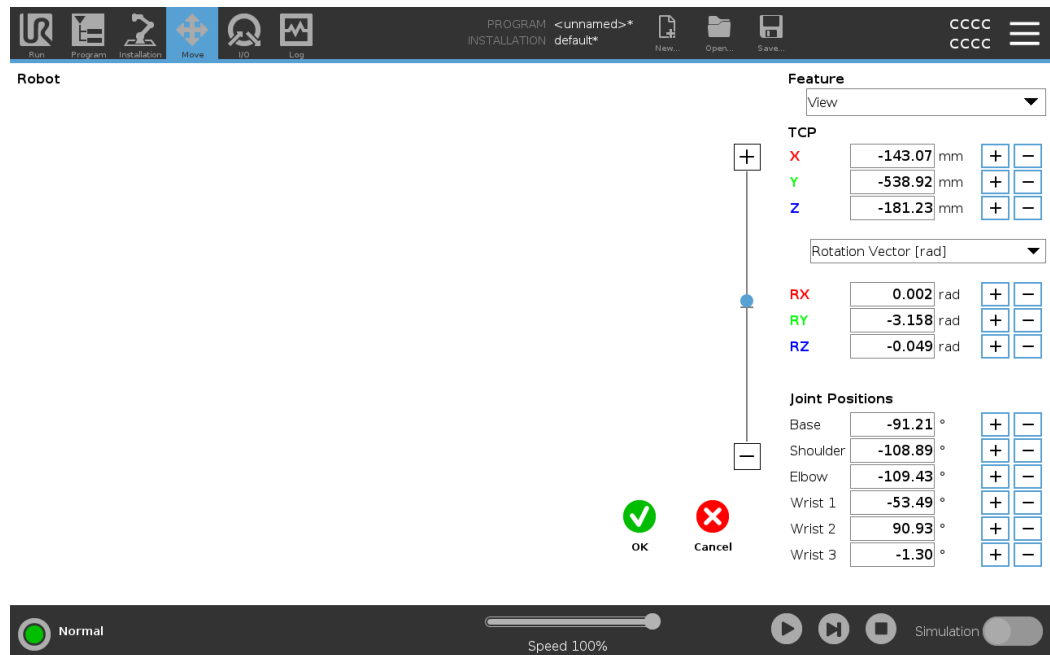 PROGRAM <unnamed>*
INSTALLATION default*
CCCC
CCCC
Run Program Installation Move I/O Log New... Open... Save...
Robot
Feature
View
TCP
X -143.07 mm + −
Y -538.92 mm + −
Z -181.23 mm + −
Rotation Vector [rad]
RX 0.002 rad + −
RY -3.158 rad + −
RZ -0.049 rad + −
Joint Positions
Base -91.21 ° + −
Shoulder -108.89 ° + −
Elbow -109.43 ° + −
Wrist 1 -53.49 ° + −
Wrist 2 90.93 ° + −
Wrist 3 -1.30 ° + −
OK Cancel
Normal
Speed 100%
Simulation